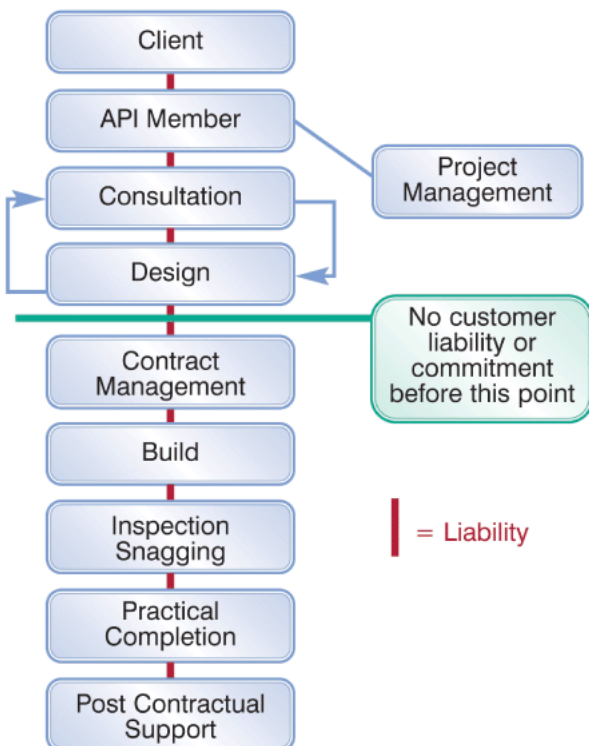 Client
API Member
Project
Management
Consultation
Design
No customer
liability or
commitment
before this point
Contract
Management
Build
Inspection
Snagging
= Liability
Practical
Completion
Post Contractual
Support